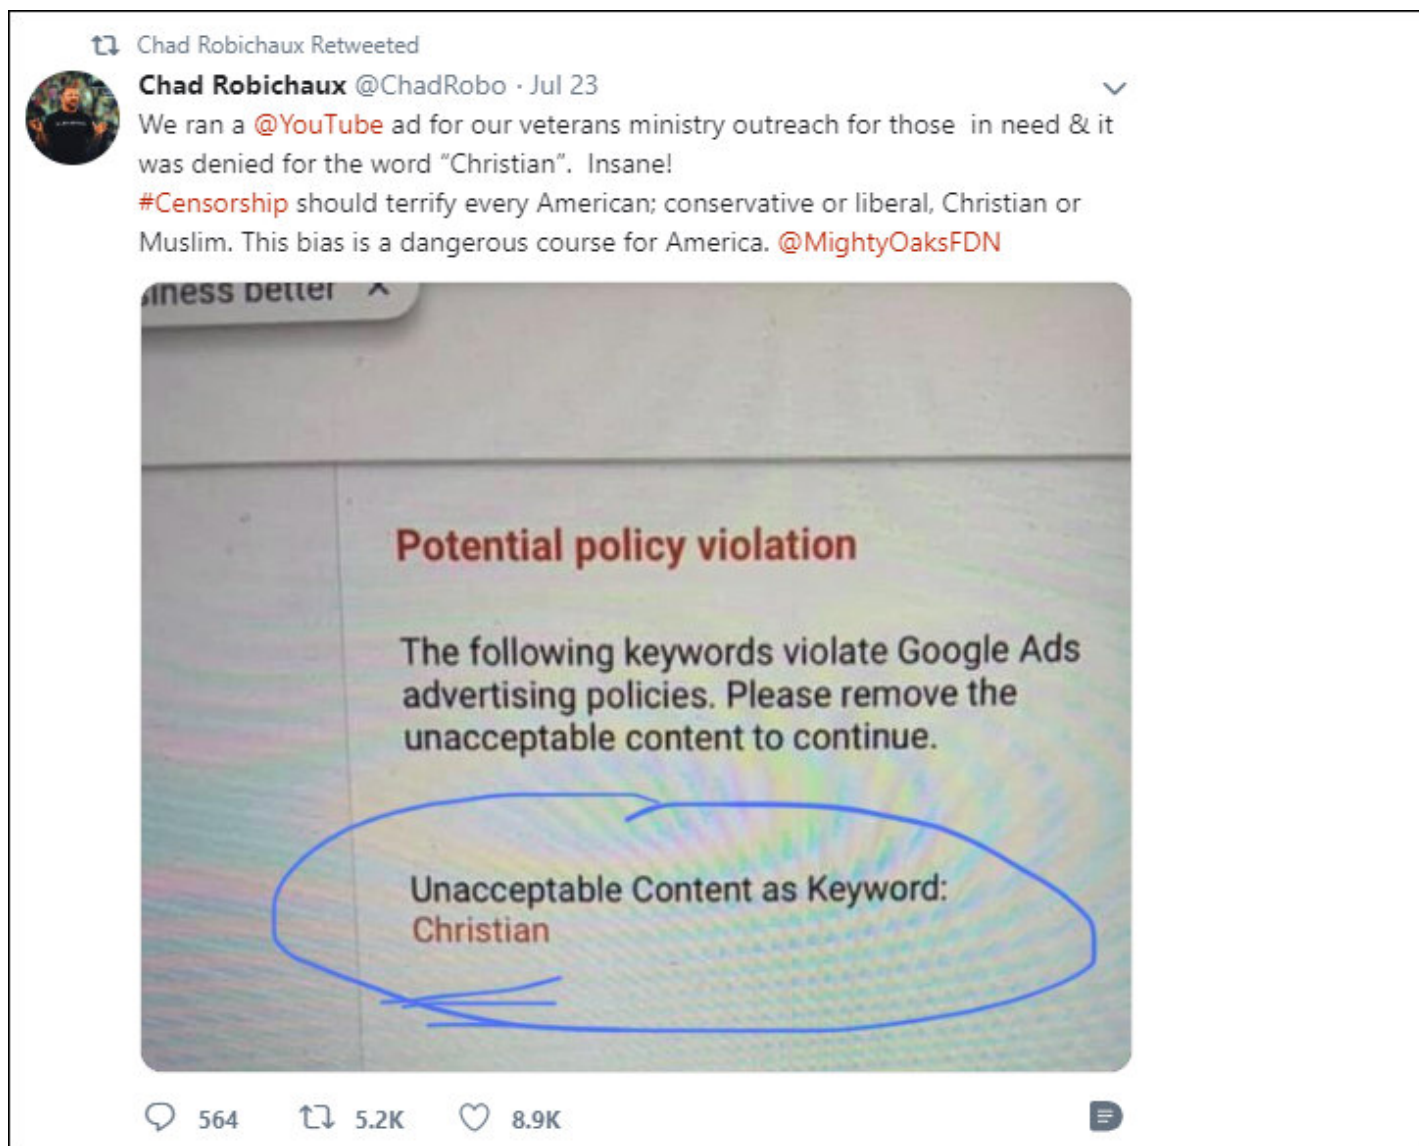 Chad Robichaux Retweeted
Chad Robichaux @ChadRobo · Jul 23
We ran a @YouTube ad for our veterans ministry outreach for those  in need & it
was denied for the word “Christian”.  Insane!
#Censorship should terrify every American; conservative or liberal, Christian or
Muslim. This bias is a dangerous course for America. @MightyOaksFDN
better
Potential policy violation
The following keywords violate Google Ads
advertising policies. Please remove the
unacceptable content to continue.
Unacceptable Content as Keyword:
Christian
564 5.2K 8.9K